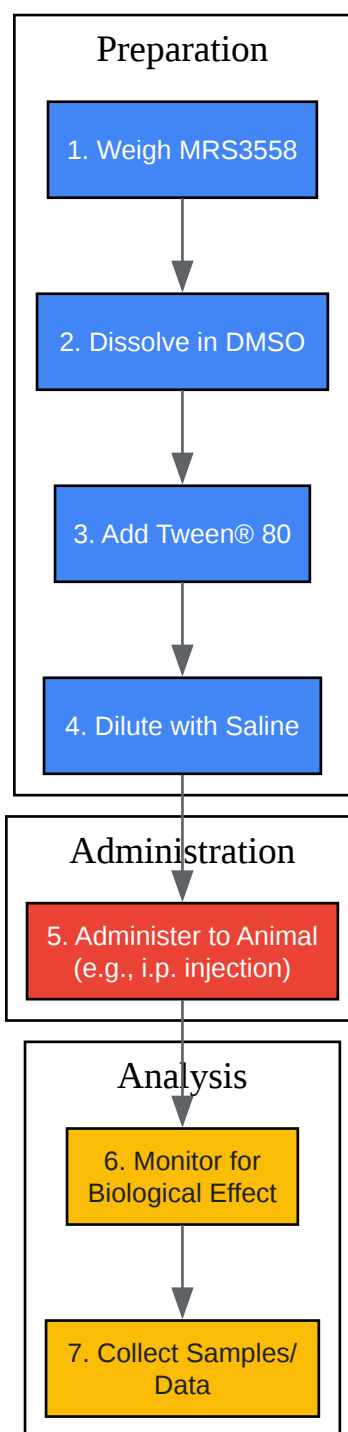 Preparation
1. Weigh MRS3558
2. Dissolve in DMSO
3. Add Tween® 80
4. Dilute with Saline
Administration
5. Administer to Animal
(e.g., i.p. injection)
Analysis
6. Monitor for
Biological Effect
7. Collect Samples/
Data